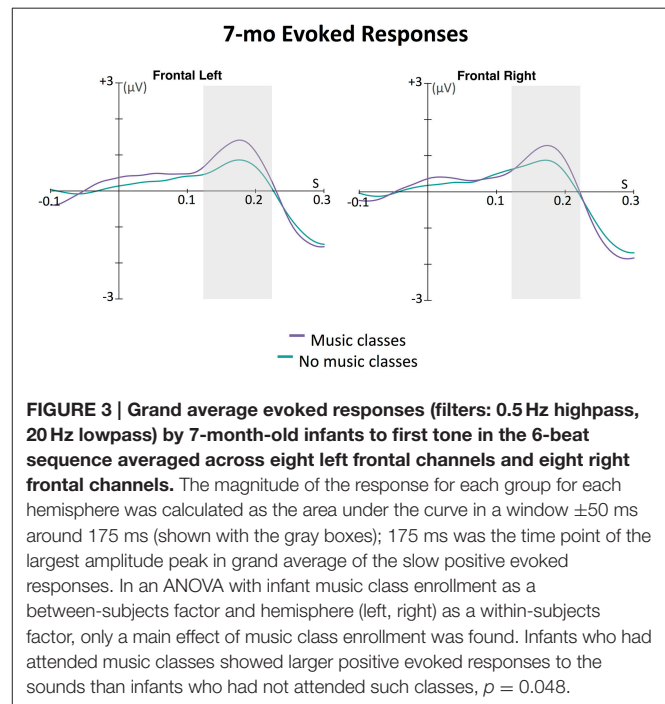 7-mo Evoked Responses
Frontal Left
Frontal Right
+3
(μV)
+3
(μV)
S
S
-0.1
0.1
0.2
0.3
-0.1
0.1
0.2
0.3
-3
-3
Music classes
No music classes
FIGURE 3 | Grand average evoked responses (filters: 0.5 Hz highpass,
20 Hz lowpass) by 7-month-old infants to first tone in the 6-beat
sequence averaged across eight left frontal channels and eight right
frontal channels. The magnitude of the response for each group for each
hemisphere was calculated as the area under the curve in a window ±50 ms
around 175 ms (shown with the gray boxes); 175 ms was the time point of the
largest amplitude peak in grand average of the slow positive evoked
responses. In an ANOVA with infant music class enrollment as a
between-subjects factor and hemisphere (left, right) as a within-subjects
factor, only a main effect of music class enrollment was found. Infants who had
attended music classes showed larger positive evoked responses to the
sounds than infants who had not attended such classes, p = 0.048.